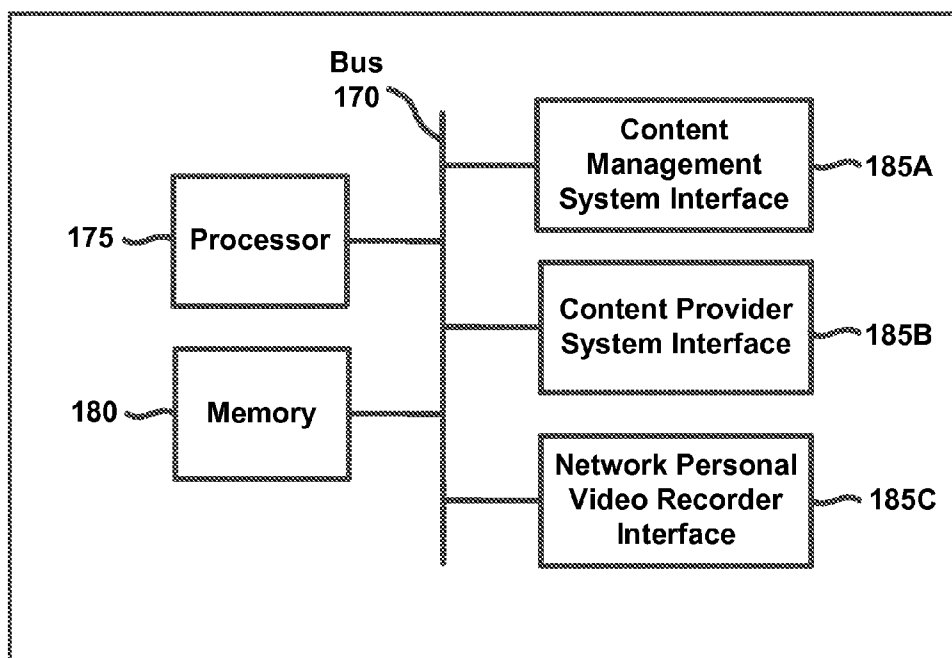 Bus
170
Content
Management
System Interface
185A
175
Processor
Content Provider
System Interface
185B
180
Memory
Network Personal
Video Recorder
Interface
185C